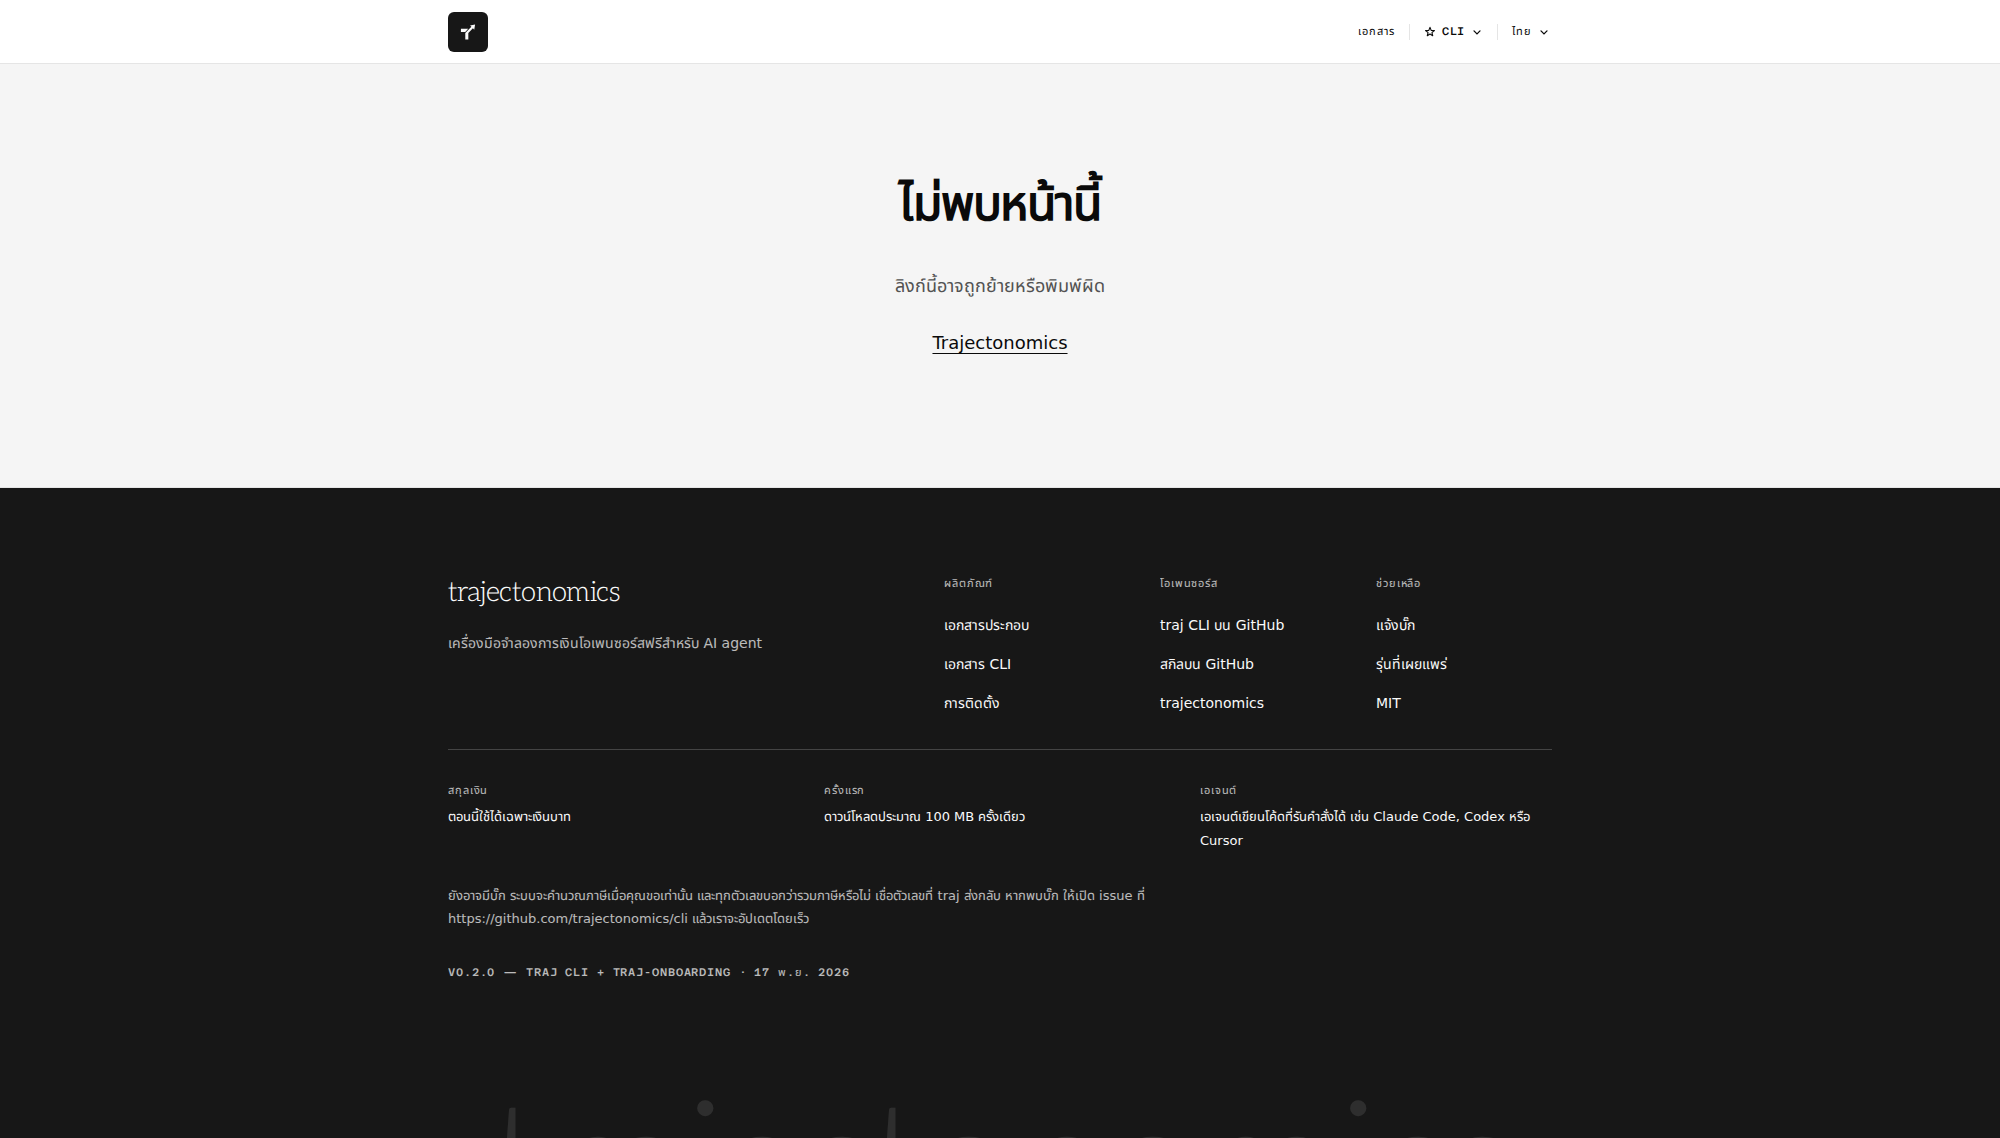 เอกสาร
CLI
ไทย
ไม่พบหน้านี้
ลิงก์นี้อาจถูกย้ายหรือพิมพ์ผิด
Trajectonomics
trajectonomics
เครื่องมือจำลองการเงินโอเพนซอร์สฟรีสำหรับ AI agent
ผลิตภัณฑ์
เอกสารประกอบ
เอกสาร CLI
การติดตั้ง
โอเพนซอร์ส
traj CLI บน GitHub
สกิลบน GitHub
trajectonomics
ช่วยเหลือ
แจ้งบั๊ก
รุ่นที่เผยแพร่
MIT
สกุลเงิน
ตอนนี้ใช้ได้เฉพาะเงินบาท
ครั้งแรก
ดาวน์โหลดประมาณ 100 MB ครั้งเดียว
เอเจนต์
เอเจนต์เขียนโค้ดที่รันคำสั่งได้ เช่น Claude Code, Codex หรือ
Cursor
ยังอาจมีบั๊ก ระบบจะคำนวณภาษีเมื่อคุณขอเท่านั้น และทุกตัวเลขบอกว่ารวมภาษีหรือไม่ เชื่อตัวเลขที่ traj ส่งกลับ หากพบบั๊ก ให้เปิด issue ที่
https://github.com/trajectonomics/cli แล้วเราจะอัปเดตโดยเร็ว
V0.2.0 — TRAJ CLI + TRAJ-ONBOARDING · 17 พ.ย. 2026